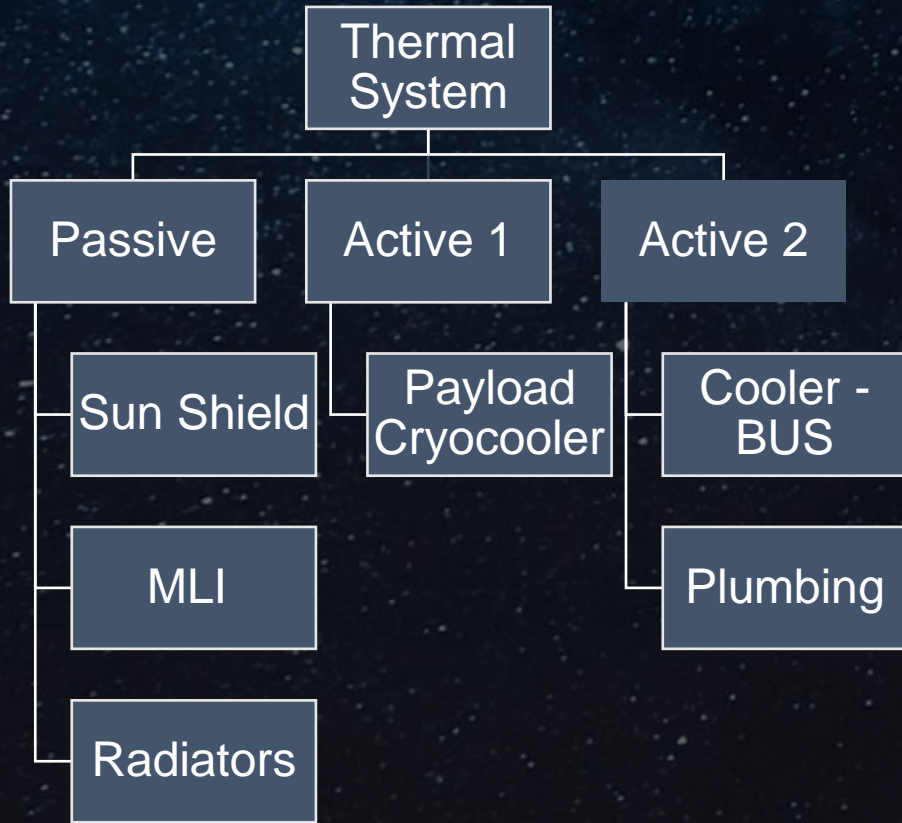 Thermal
System
Passive
Active 1
Active 2
Sun Shield
Payload
Cryocooler
Cooler -
BUS
MLI
Plumbing
Radiators